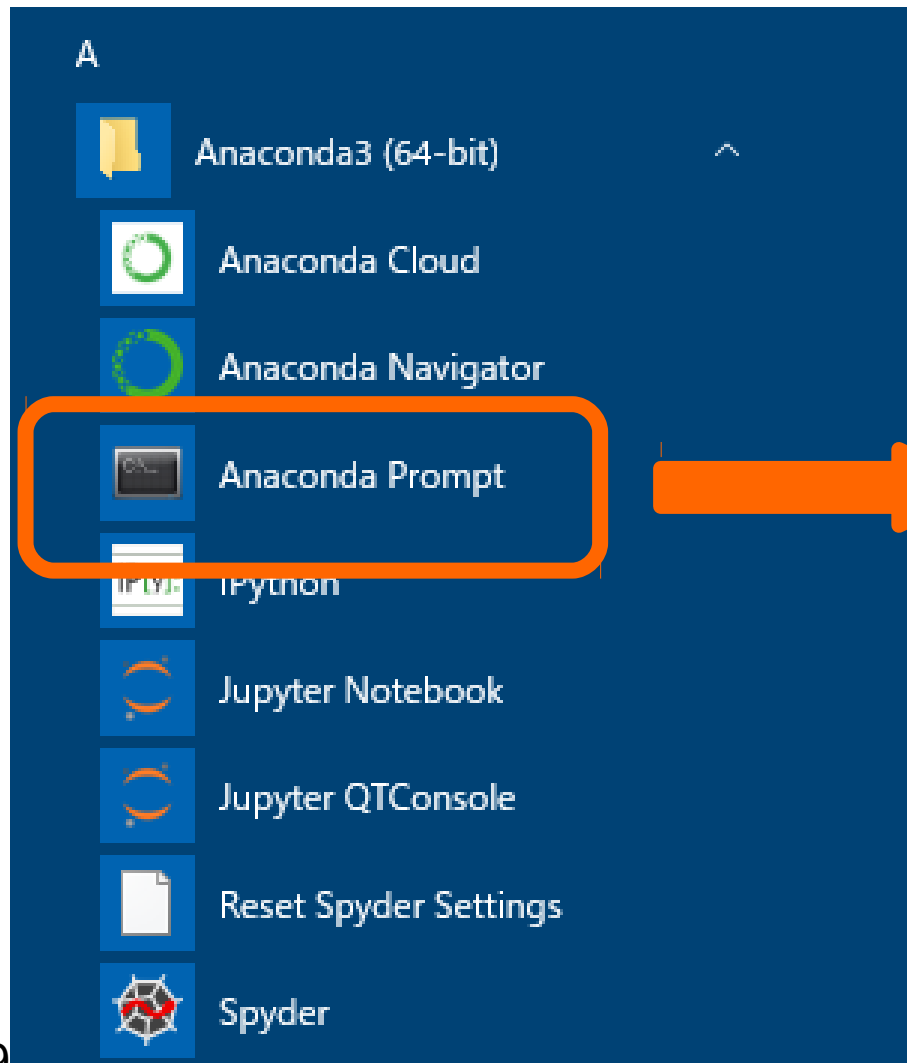 A
Anaconda3 (64-bit)
Anaconda Cloud
Anaconda Navigator
Anaconda Prompt
IPython
Jupyter Notebook
Jupyter QTConsole
Reset Spyder Settings
Spyder